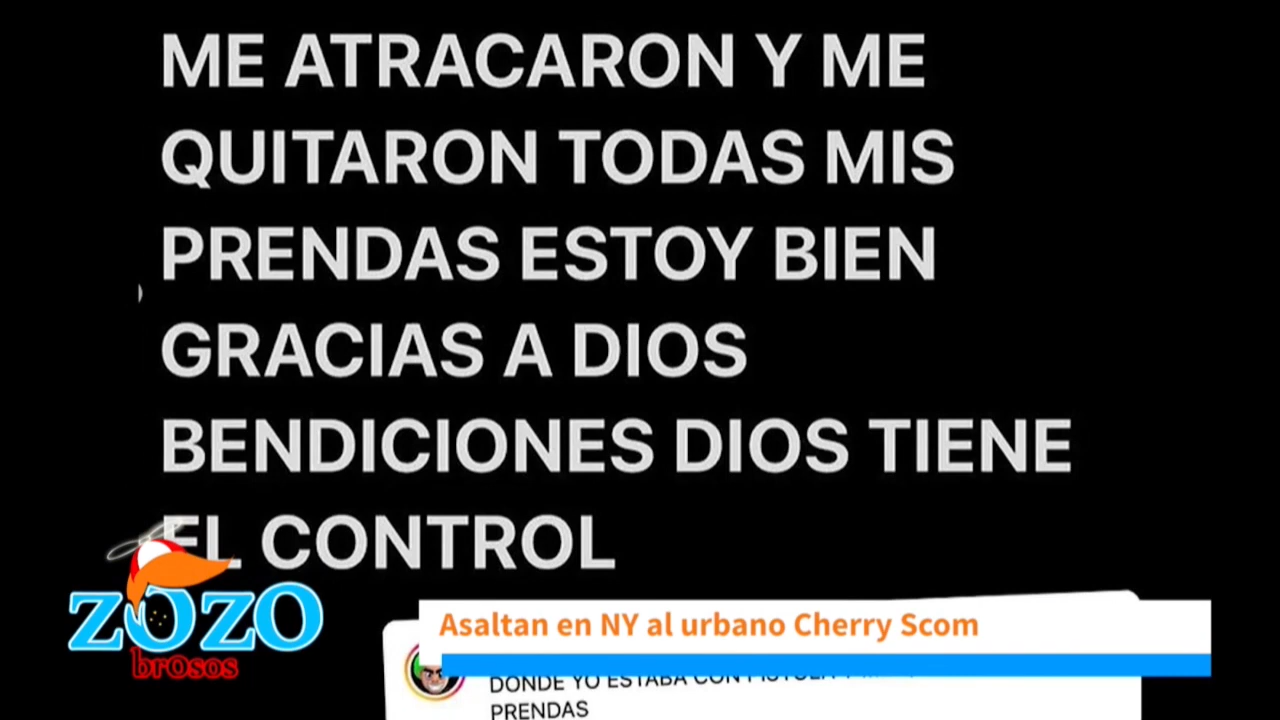 ME ATRACARON Y ME
QUITARON TODAS MIS
PRENDAS ESTOY BIEN
GRACIAS A DIOS
BENDICIONES DIOS TIENE
EL CONTROL
zOzO
brOsos
Asaltan en NY al urbano Cherry Scom
DONDE YO ESTABA CON PISTOLA
PRENDAS